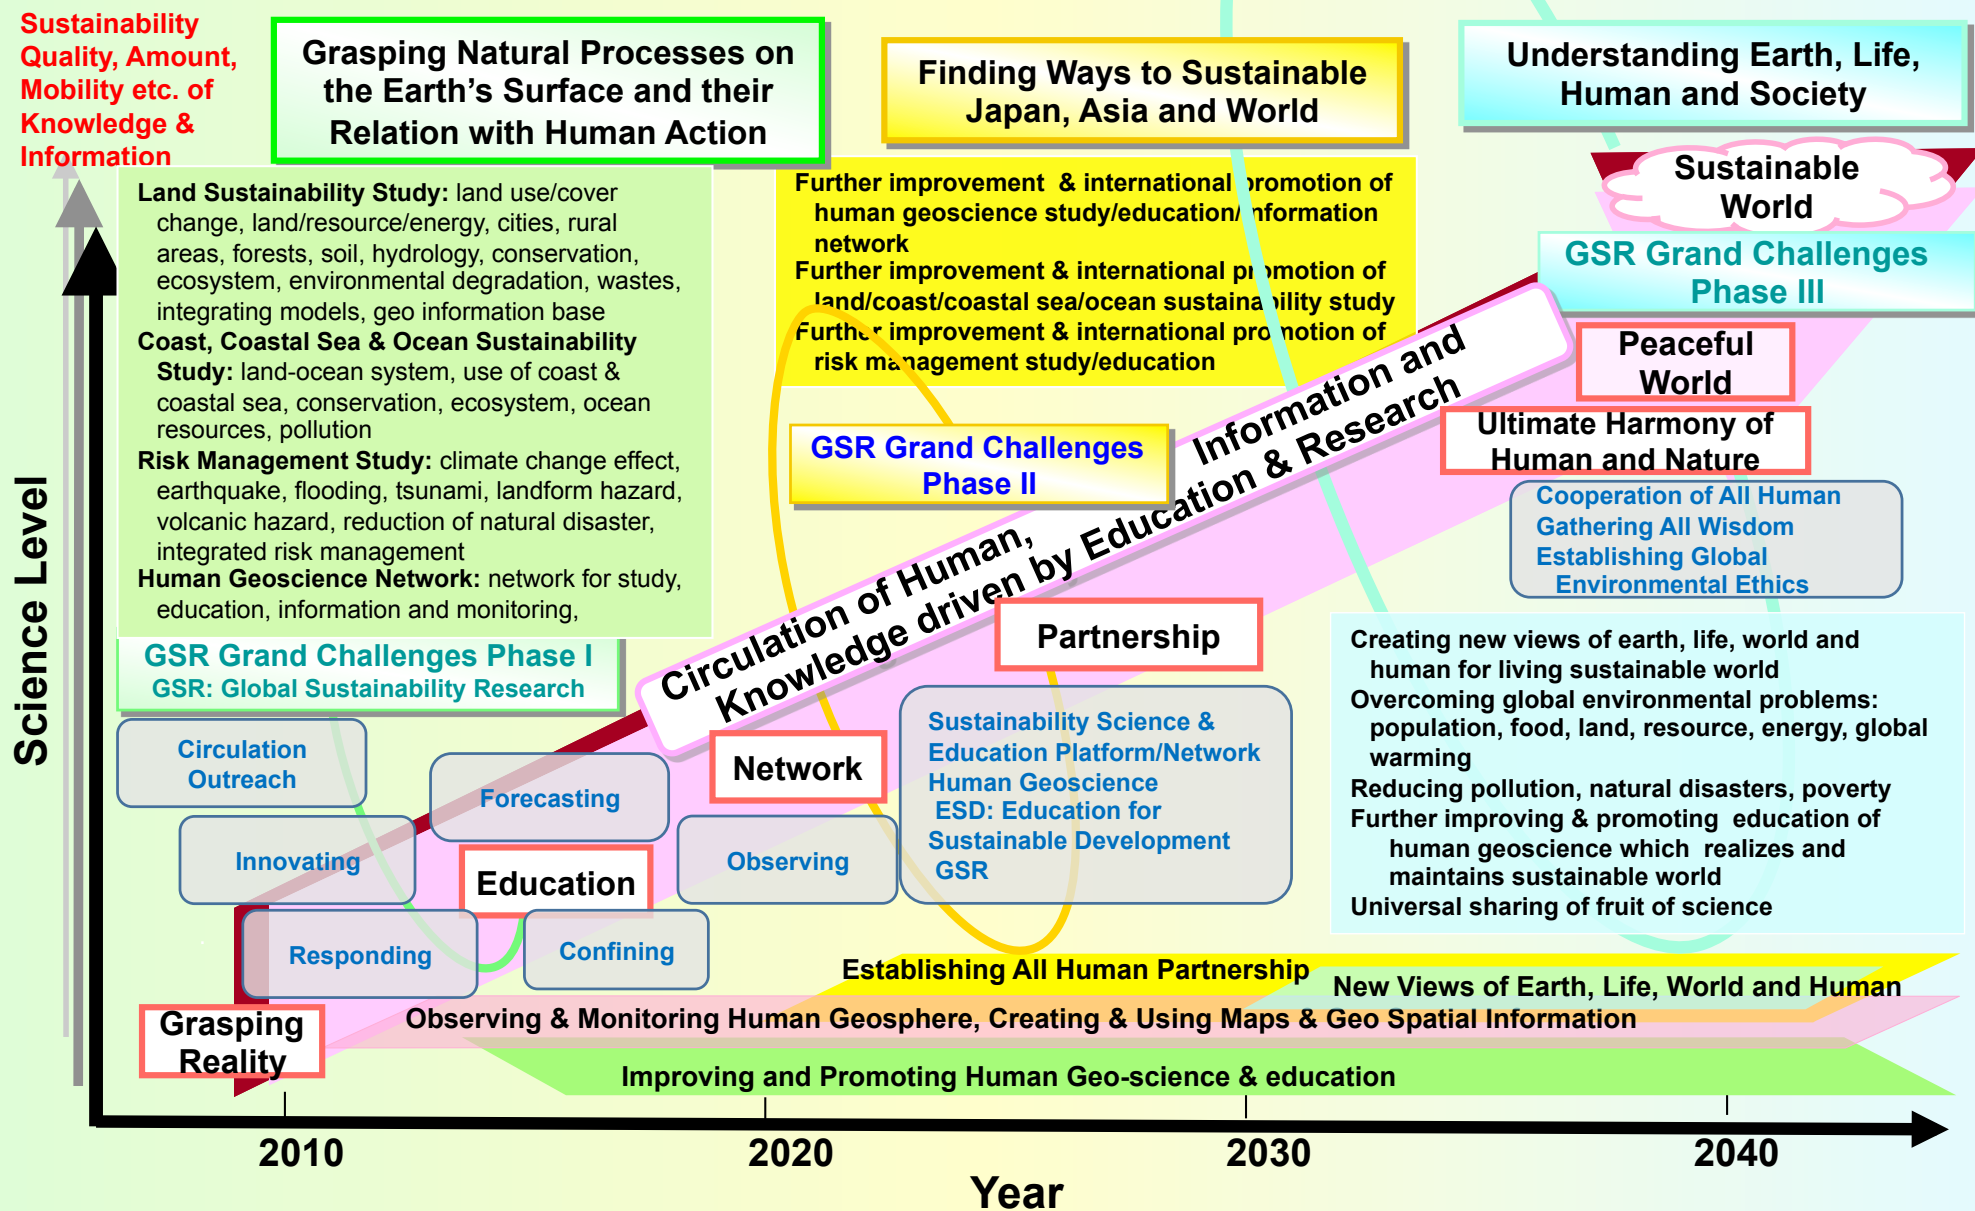 Sustainability
Quality, Amount,
Mobility etc. of
Knowledge &
Information
Grasping Natural Processes on
the Earth’s Surface and their
Relation with Human Action
Finding Ways to Sustainable
Japan, Asia and World
Understanding Earth, Life,
Human and Society
Land Sustainability Study: land use/cover
change, land/resource/energy, cities, rural
areas, forests, soil, hydrology, conservation,
ecosystem, environmental degradation, wastes,
integrating models, geo information base
Coast, Coastal Sea & Ocean Sustainability
Study: land-ocean system, use of coast &
coastal sea, conservation, ecosystem, ocean
resources, pollution
Risk Management Study: climate change effect,
earthquake, flooding, tsunami, landform hazard,
volcanic hazard, reduction of natural disaster,
integrated risk management
Human Geoscience Network: network for study,
education, information and monitoring,
GSR Grand Challenges Phase I
GSR: Global Sustainability Research
Further improvement & international promotion of
human geoscience study/education/information
network
Further improvement & international promotion of
land/coast/coastal sea/ocean sustainability study
Further improvement & international promotion of
risk management study/education
GSR Grand Challenges
Phase II
Sustainable
World
GSR Grand Challenges
Phase III
Peaceful
World
Ultimate Harmony of
Human and Nature
Cooperation of All Human
Gathering All Wisdom
Establishing Global
Environmental Ethics
Circulation of Human, Information and
Knowledge driven by Education & Research
Partnership
Network
Education
Grasping
Reality
Circulation
Outreach
Forecasting
Innovating
Observing
Responding
Confining
Sustainability Science &
Education Platform/Network
Human Geoscience
ESD: Education for
Sustainable Development
GSR
Creating new views of earth, life, world and
human for living sustainable world
Overcoming global environmental problems:
population, food, land, resource, energy, global
warming
Reducing pollution, natural disasters, poverty
Further improving & promoting education of
human geoscience which realizes and
maintains sustainable world
Universal sharing of fruit of science
Establishing All Human Partnership
New Views of Earth, Life, World and Human
Observing & Monitoring Human Geosphere, Creating & Using Maps & Geo Spatial Information
Improving and Promoting Human Geo-science & education
Science Level
2010
2020
2030
2040
Year